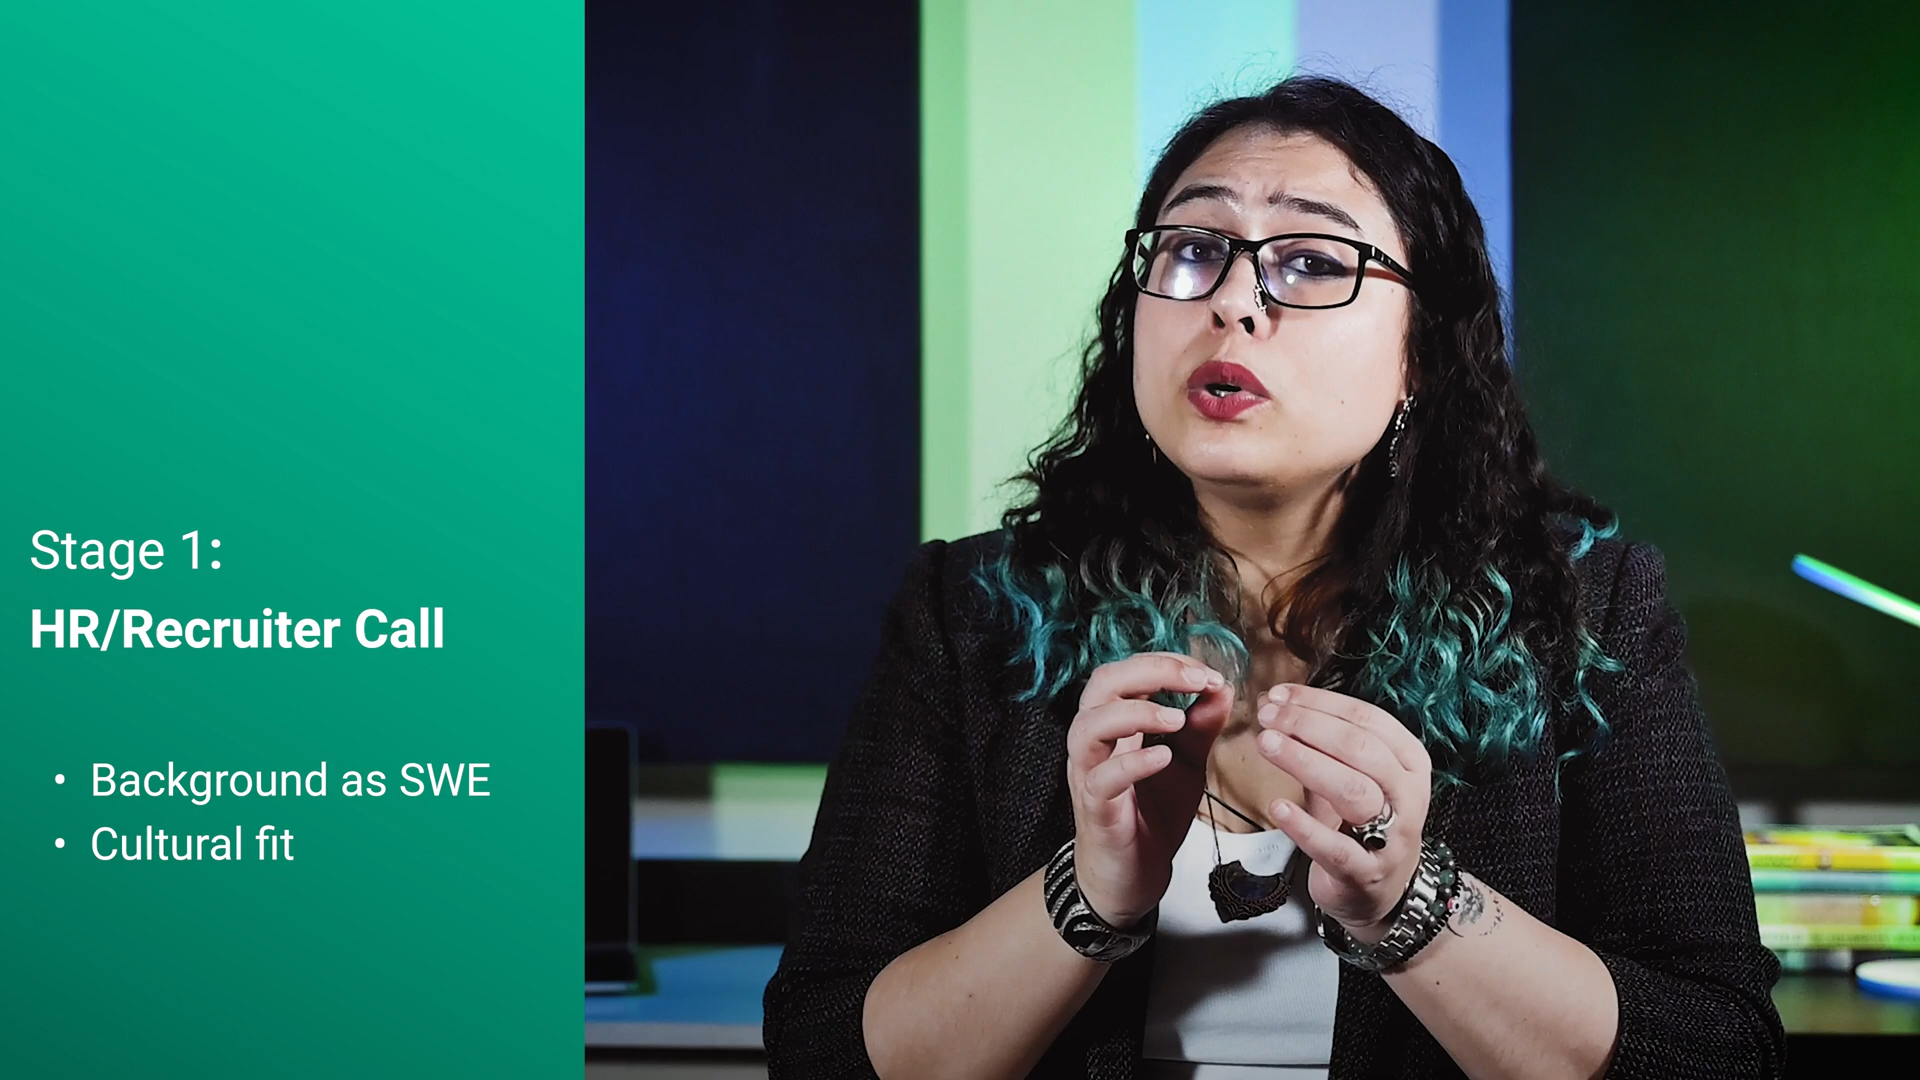 Stage 1:
HR/Recruiter Call
• Background as SWE
• Cultural fit